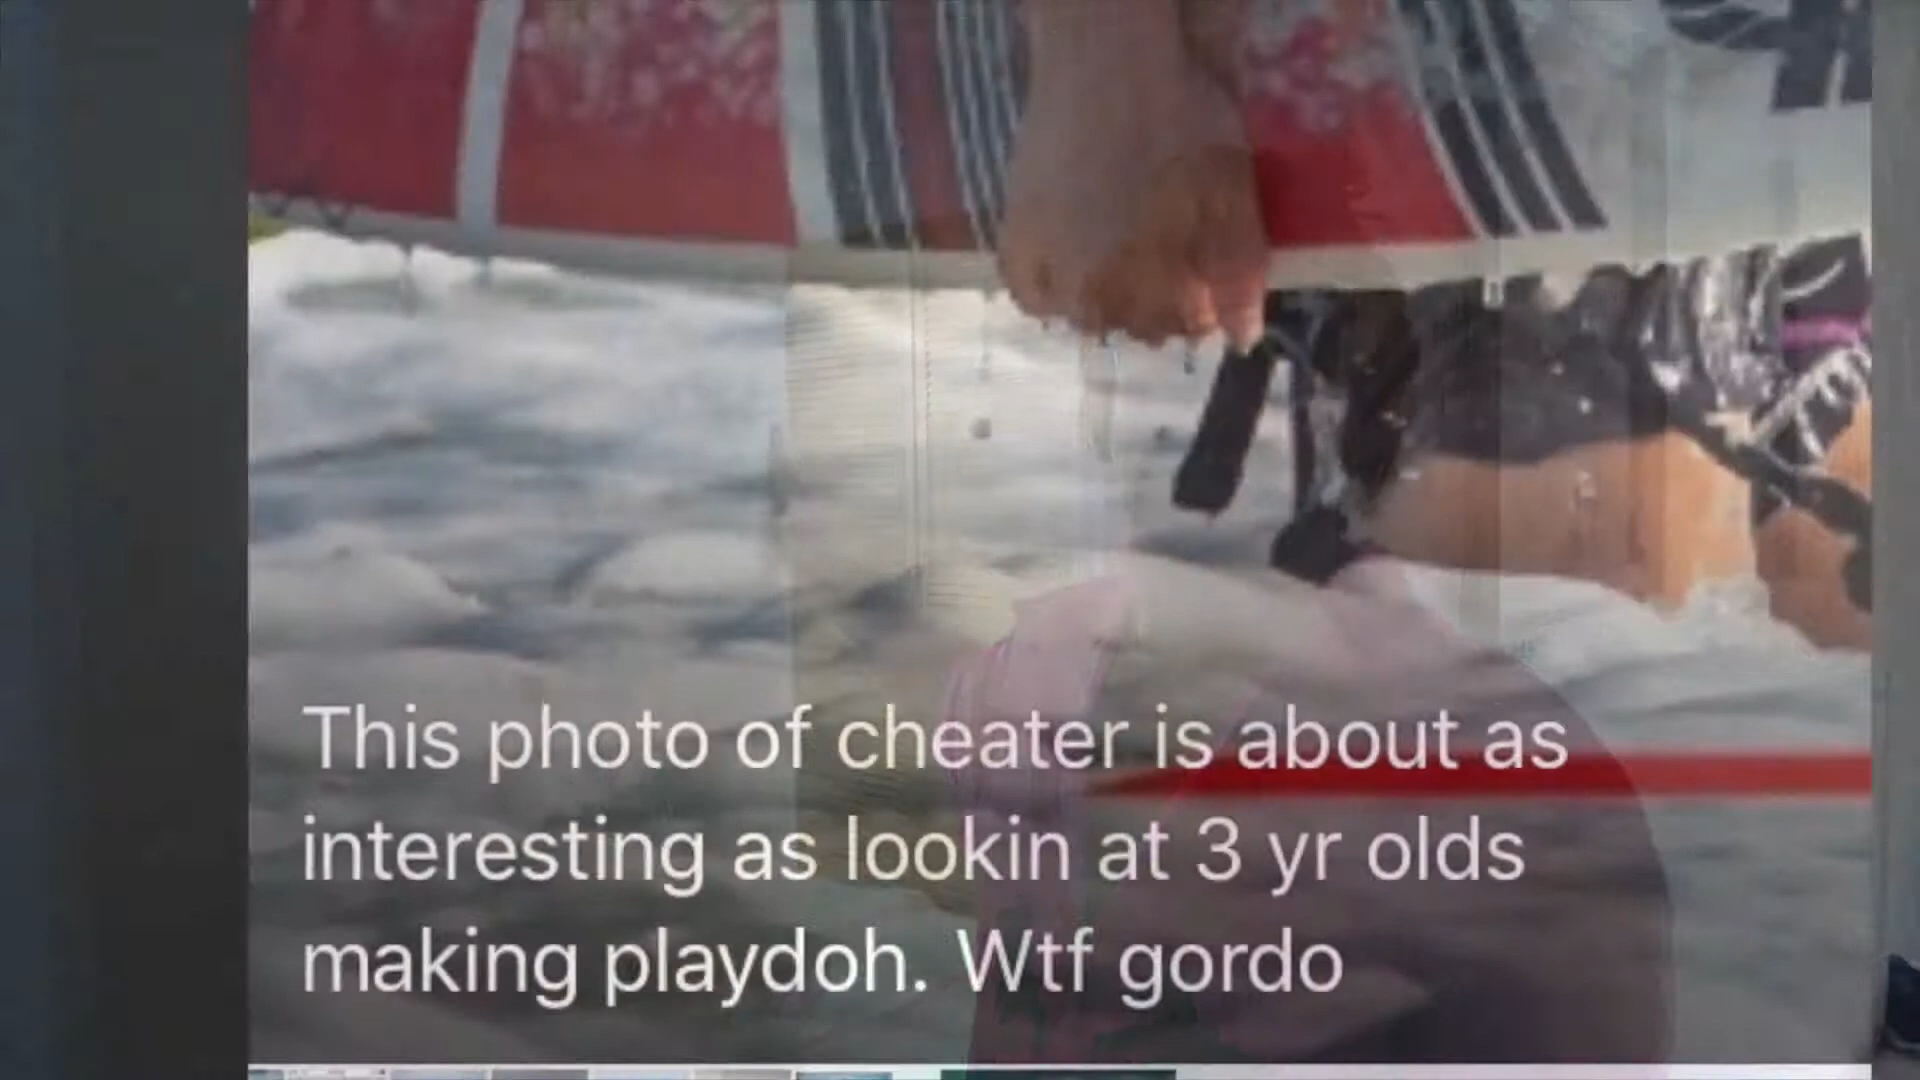 This photo of cheater is about as
interesting as lookin at 3 yr olds
making playdoh. Wtf gordo